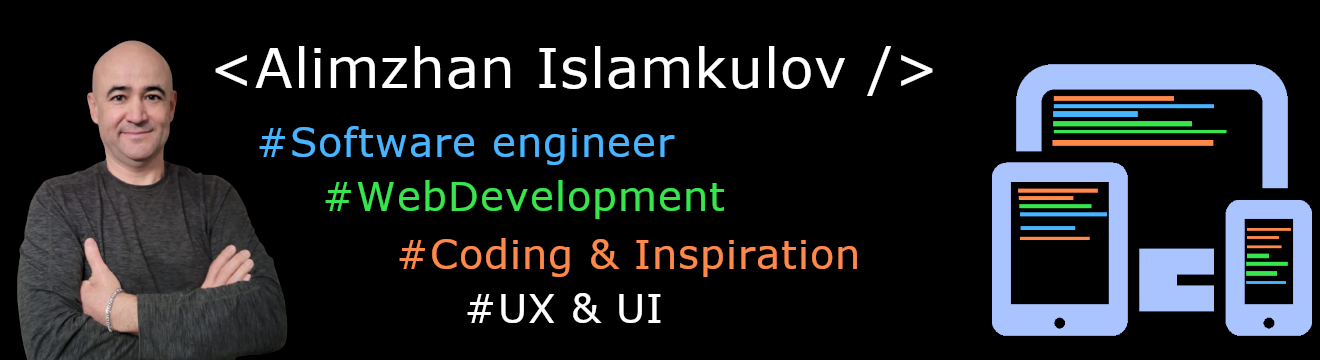 <Alimzhan Islamkulov />
#Software engineer
#WebDevelopment
#Coding & Inspiration
#UX & UI